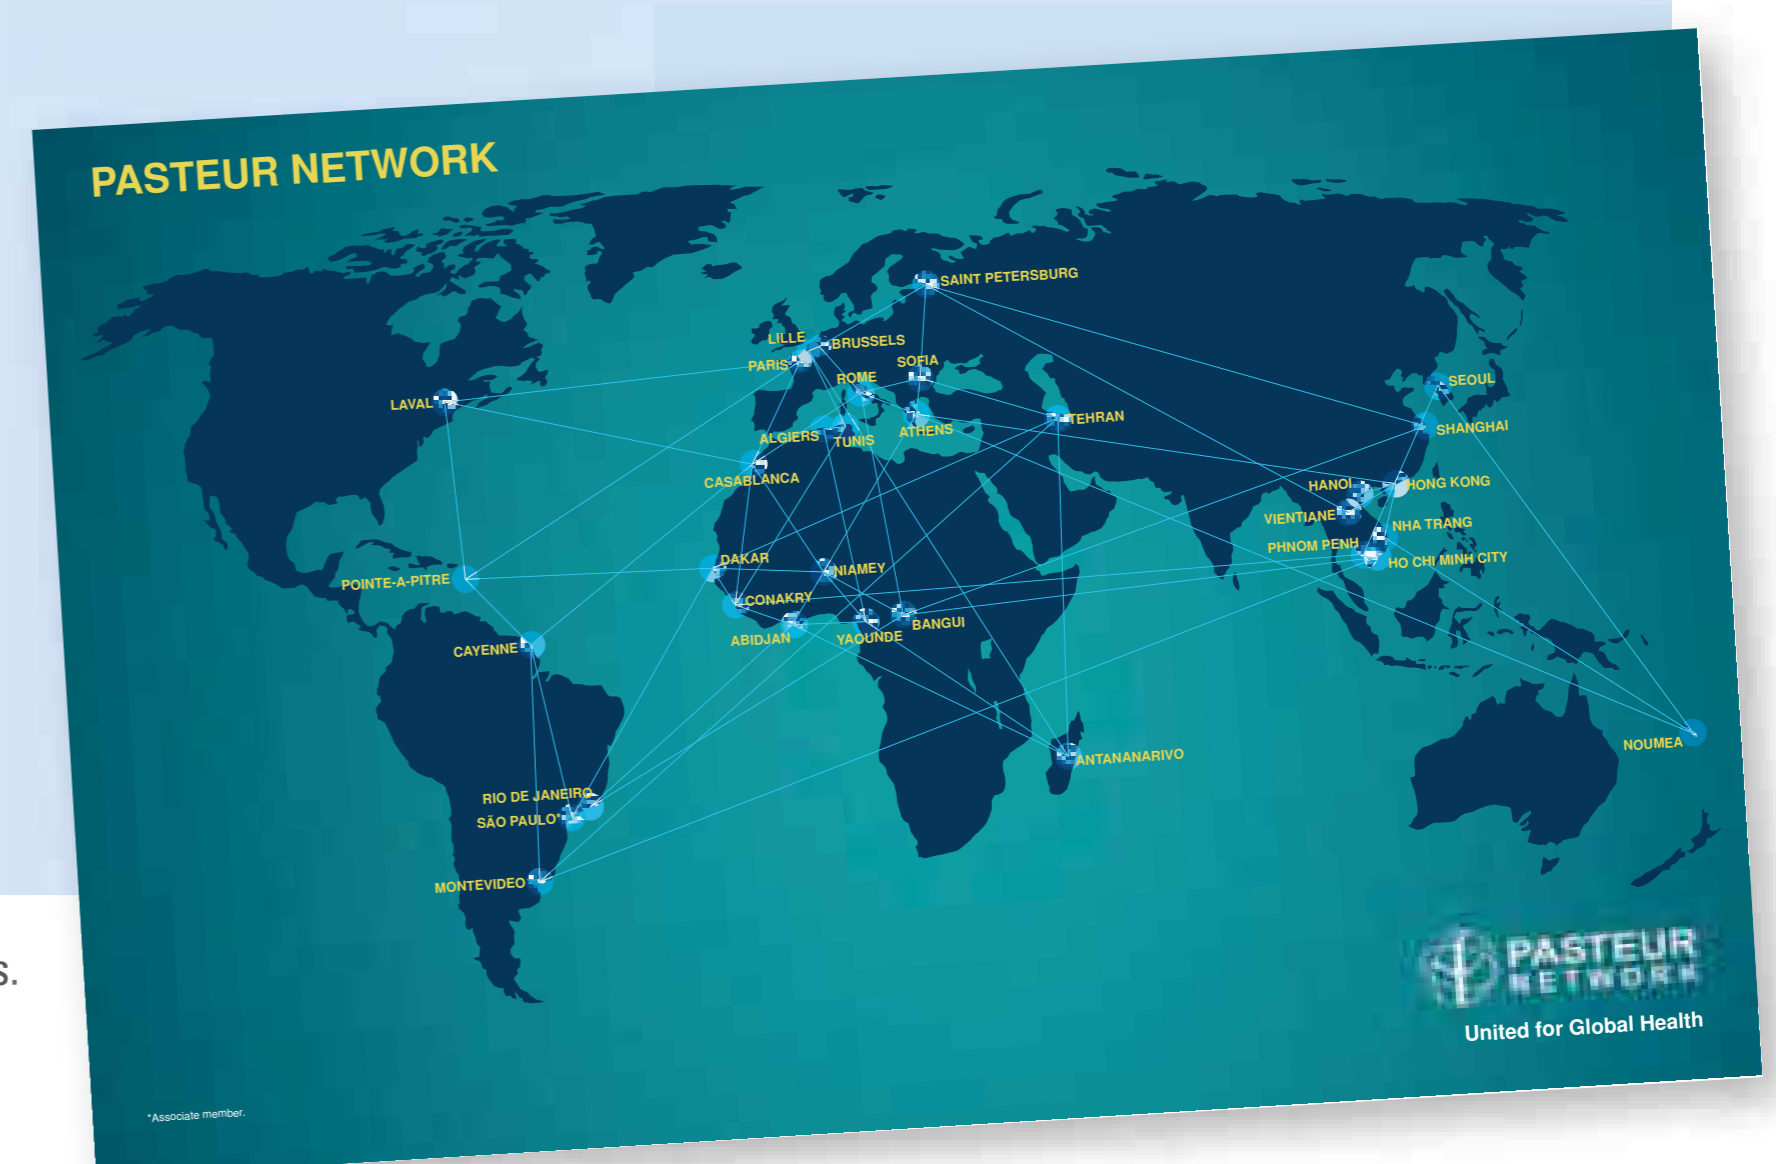 PASTEUR NETWORK
SAINT PETERSBURG
LILLE
BRUSSELS
PARIS
SOFIA
ROME
SEOUL
LAVAL
TEHRAN
ALGIERS
TUNIS
ATHENS
SHANGHAI
CASABLANCA
HANOI
HONG KONG
VIENTIANE
NHA TRANG
PHNOM PENH
HO CHI MINH CITY
DAKAR
NIAMEY
POINTE-A-PITRE
CONAKRY
ABIDJAN
YAOUNDE
BANGUI
CAYENNE
NOUMEA
ANTANANARIVO
RIO DE JANEIRO
SÃO PAULO*
MONTEVIDEO
s.
PASTEUR
NETWORK
United for Global Health
*Associate member.